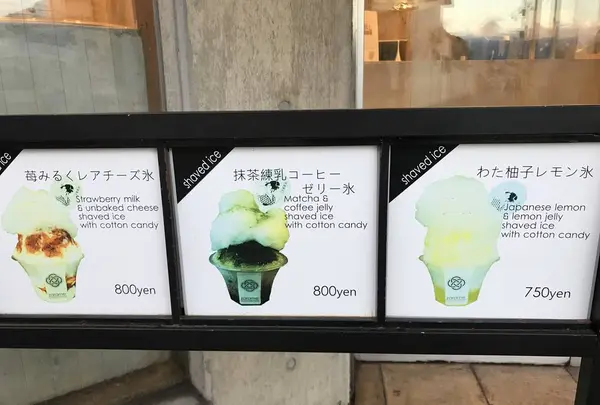 ice
苺みるくレアチーズ氷
Strawberry milk
& unbaked cheese
shaved ice
with cotton candy
800yen
shaved ice
抹茶練乳コーヒー
ゼリー氷
Matcha &
coffee jelly
shaved ice
with cotton candy
800yen
shaved ice
わた柚子レモン氷
Japanese lemon
& lemon jelly
shaved ice
with cotton candy
750yen